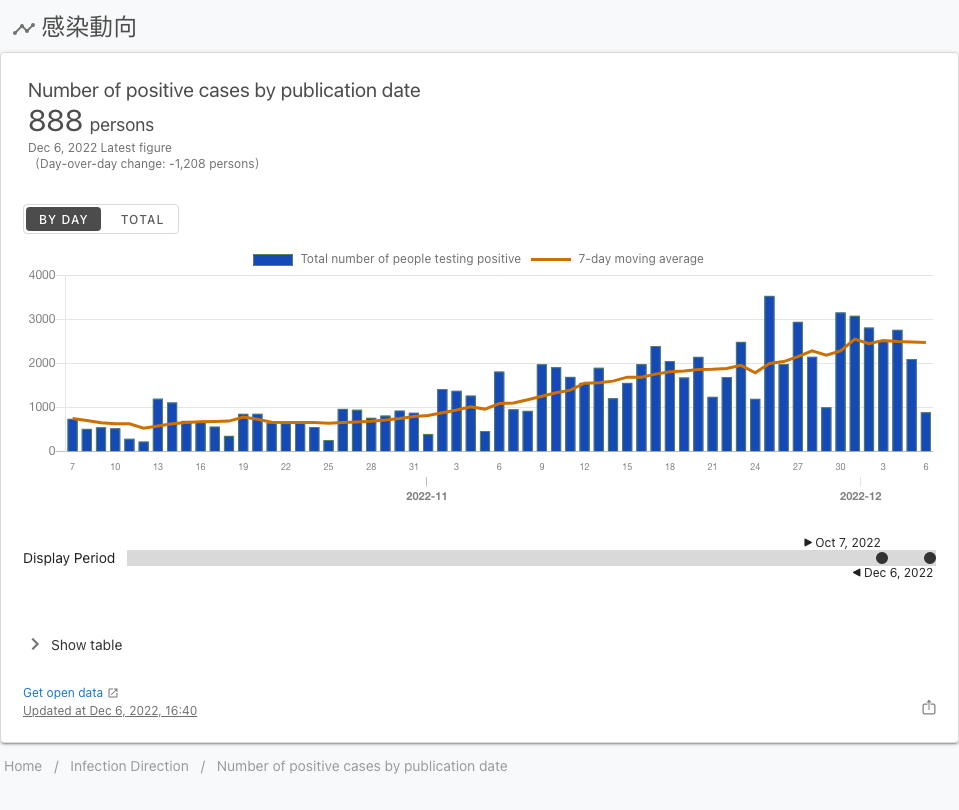 感染動向
Number of positive cases by publication date
888 persons
Dec 6, 2022 Latest figure
(Day-over-day change: -1,208 persons)
BY DAY TOTAL
Total number of people testing positive 7-day moving average
4000
3000
2000
1000
0
7 10 13 16 19 22 25 28 31 3 6 9 12 15 18 21 24 27 30 3 6
2022-11 2022-12
Oct 7, 2022
Display Period
Dec 6, 2022
Show table
Get open data
Updated at Dec 6, 2022, 16:40
Home / Infection Direction / Number of positive cases by publication date